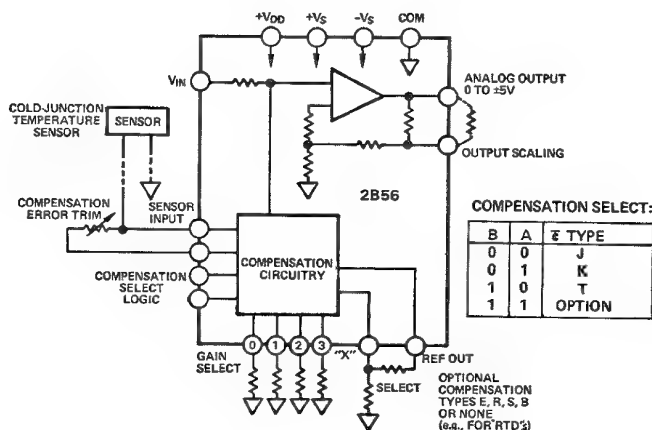 +VDD +VS -VS COM
VIN
ANALOG OUTPUT
0 TO ±5V
COLD-JUNCTION
TEMPERATURE
SENSOR
SENSOR
OUTPUT SCALING
2B56
COMPENSATION
ERROR TRIM
SENSOR
INPUT
COMPENSATION
CIRCUITRY
COMPENSATION
SELECT
LOGIC
COMPENSATION SELECT:
B A TC TYPE
0 0 J
0 1 K
1 0 T
1 1 OPTION
GAIN
SELECT
0 1 2 3 "X"
REF OUT
SELECT
OPTIONAL
COMPENSATION
TYPES E, R, S, B
OR NONE
(e.g., FOR RTD's)